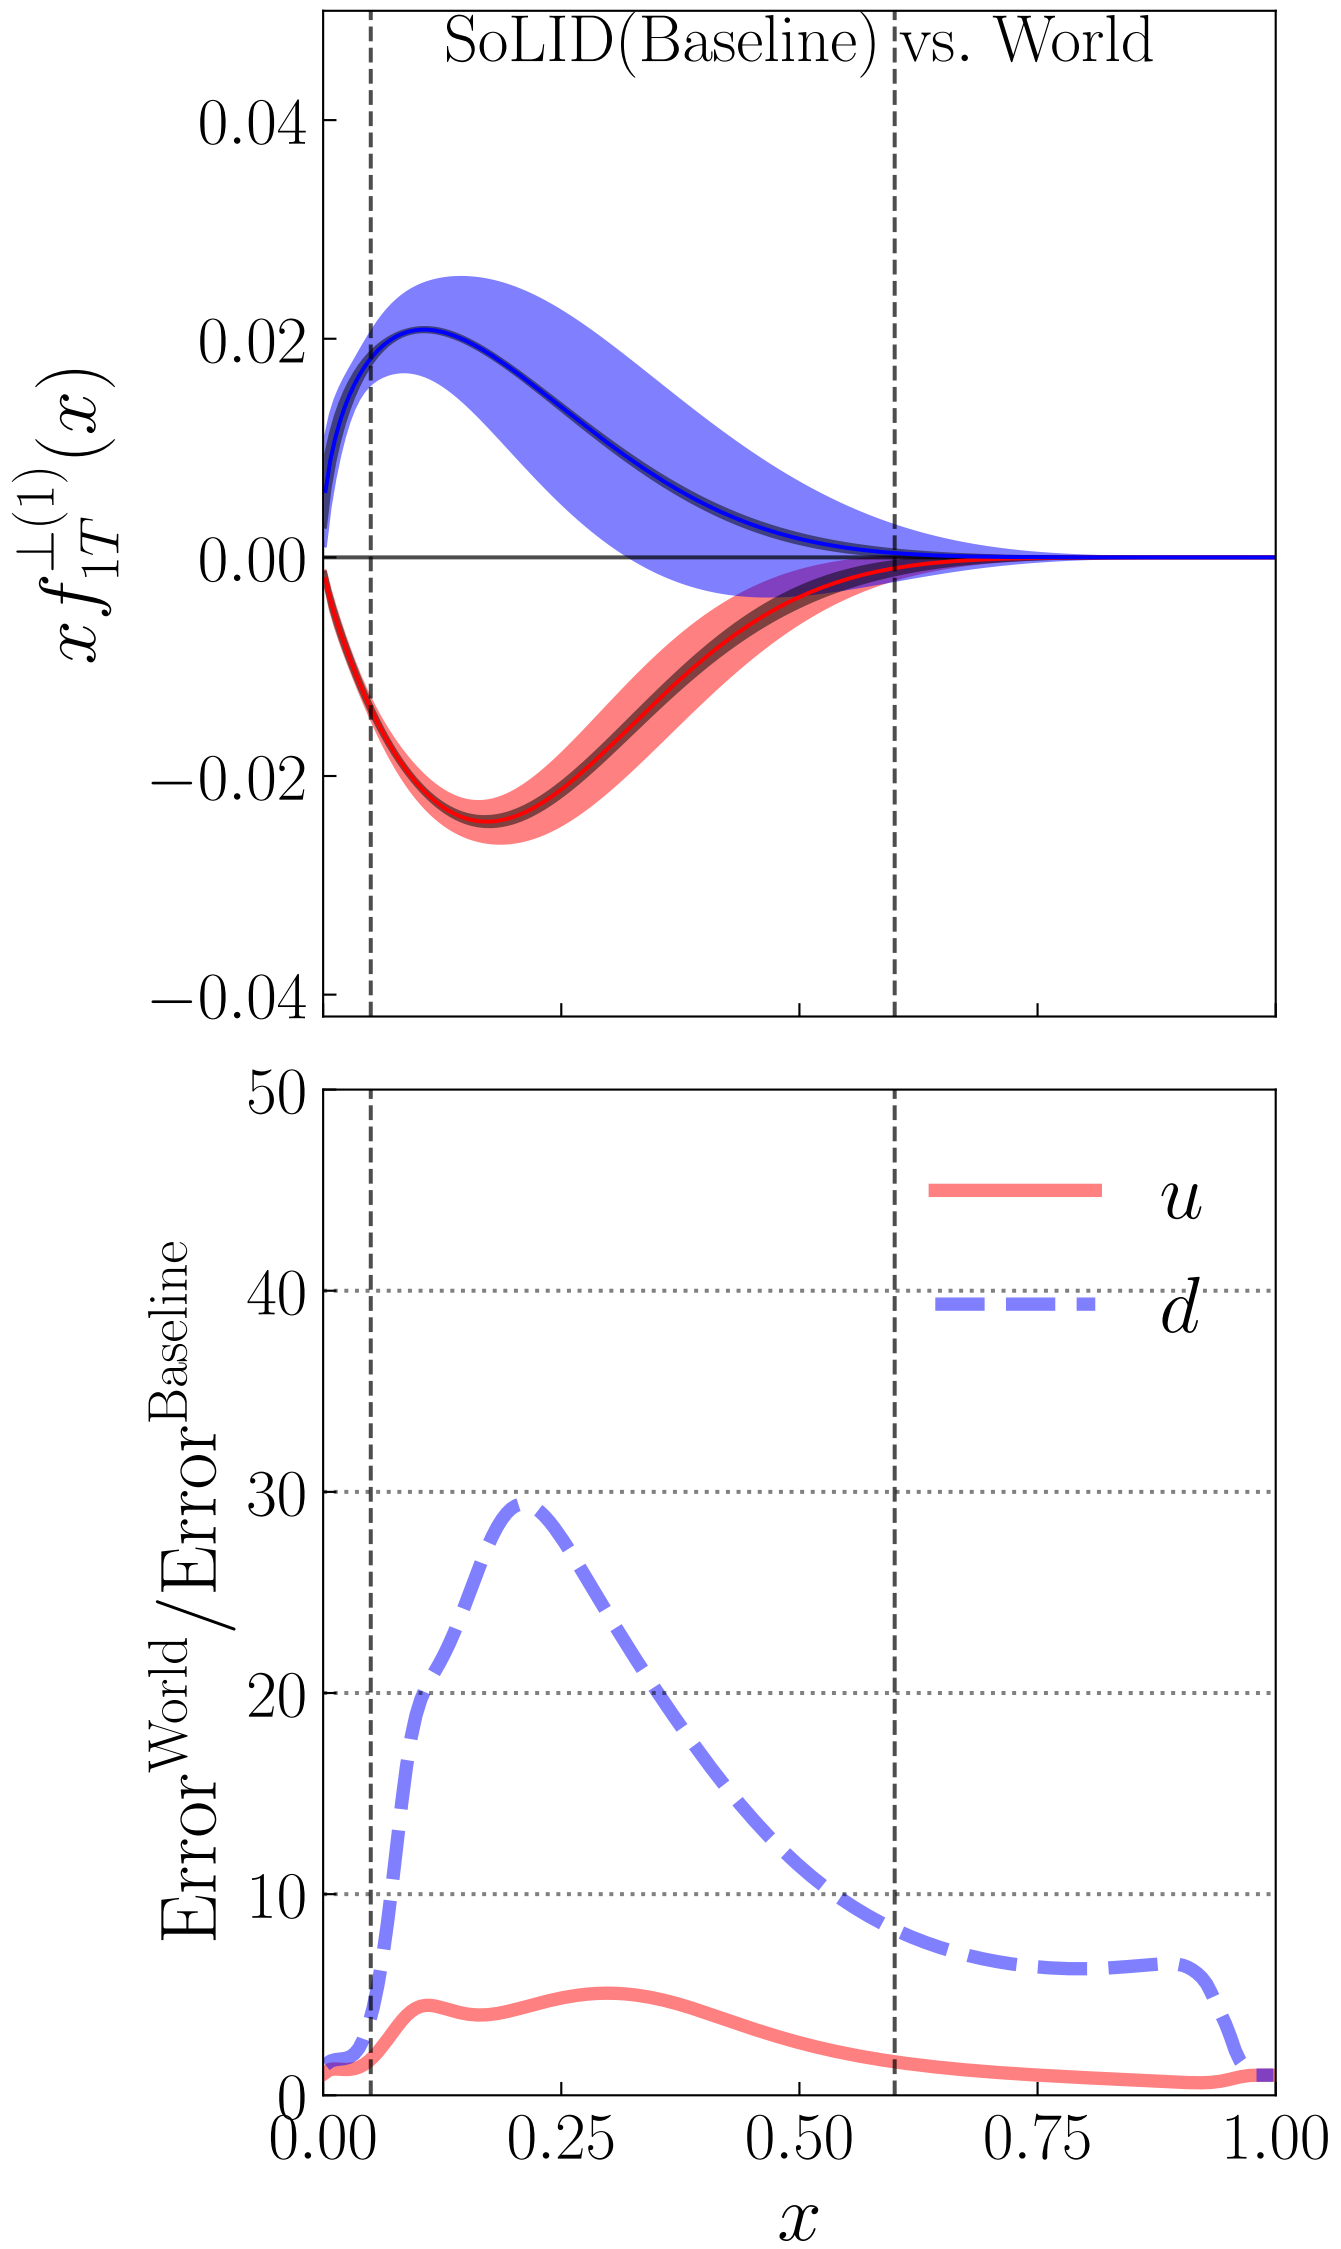 SoLID(Baseline) vs. World
0.04
0.02
0.00
−0.02
−0.04
x f_{1T}^{⊥(1)}(x)
50
40
30
20
10
0
Error^{World}/Error^{Baseline}
u
d
0.00 0.25 0.50 0.75 1.00
x